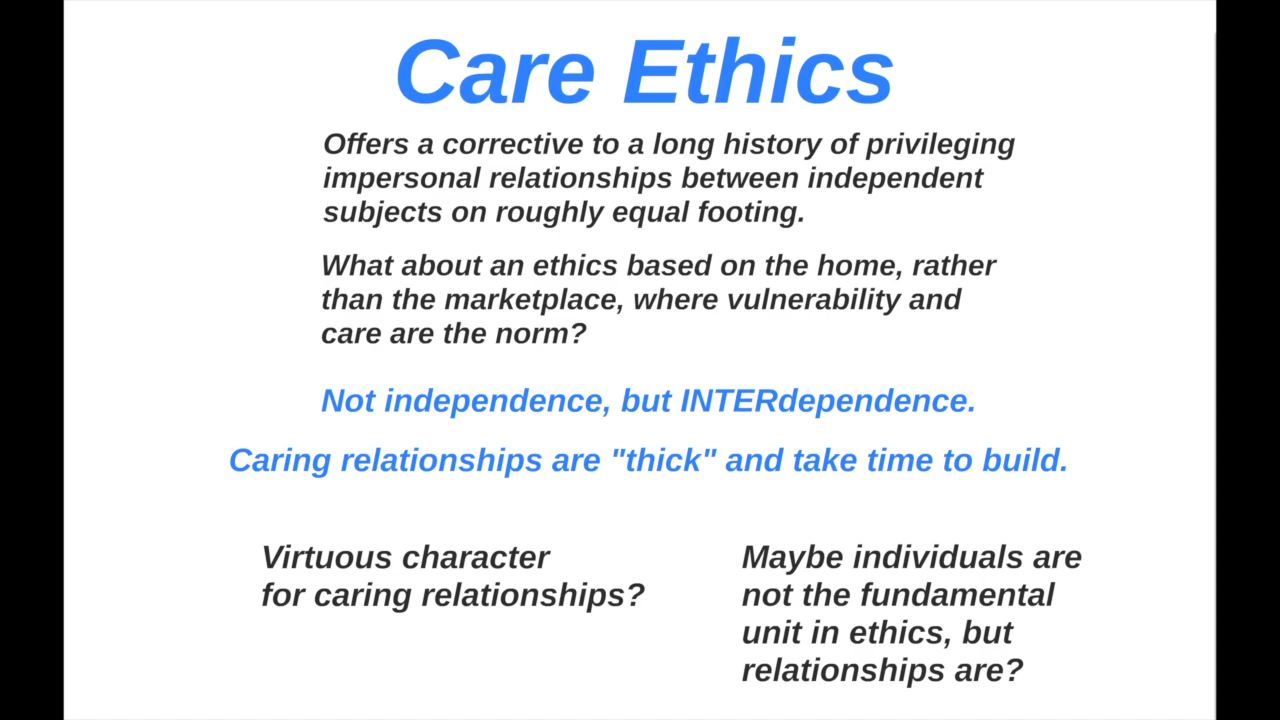 Care Ethics
Offers a corrective to a long history of privileging
impersonal relationships between independent
subjects on roughly equal footing.
What about an ethics based on the home, rather
than the marketplace, where vulnerability and
care are the norm?
Not independence, but INTERdependence.
Caring relationships are "thick" and take time to build.
Virtuous character
for caring relationships?
Maybe individuals are
not the fundamental
unit in ethics, but
relationships are?